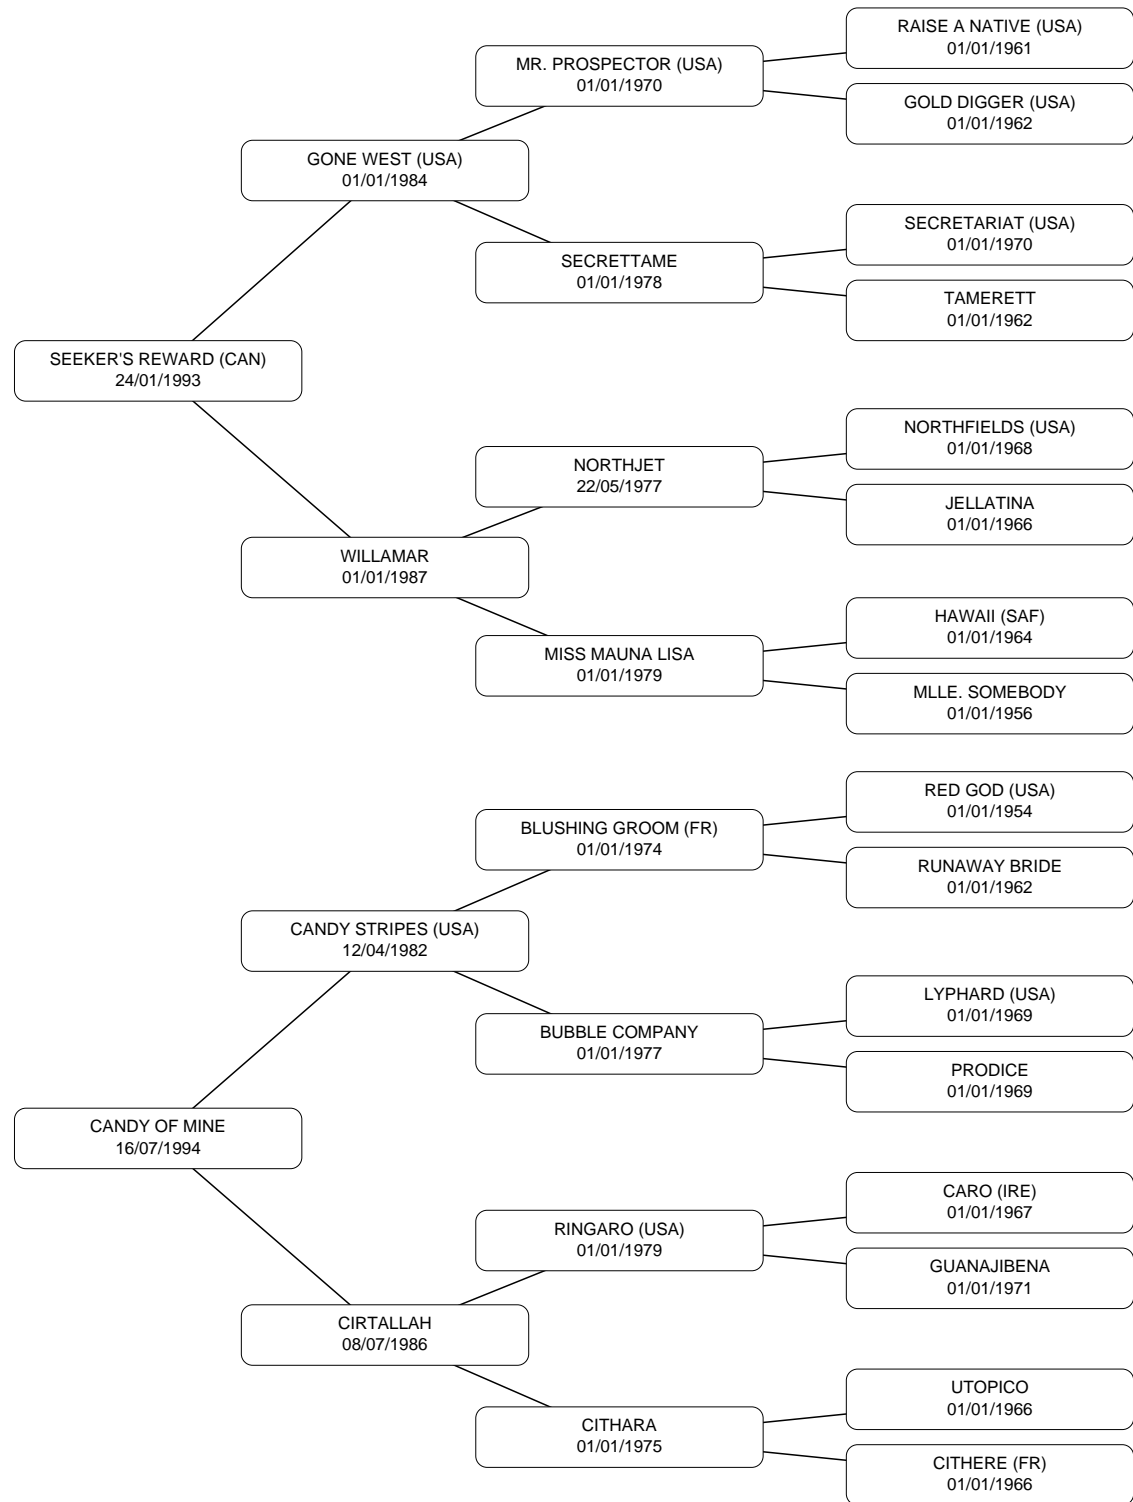 RAISE A NATIVE (USA)
01/01/1961
MR. PROSPECTOR (USA)
01/01/1970
GOLD DIGGER (USA)
01/01/1962
GONE WEST (USA)
01/01/1984
SECRETARIAT (USA)
01/01/1970
SECRETTAME
01/01/1978
TAMERETT
01/01/1962
SEEKER'S REWARD (CAN)
24/01/1993
NORTHFIELDS (USA)
01/01/1968
NORTHJET
22/05/1977
JELLATINA
01/01/1966
WILLAMAR
01/01/1987
HAWAII (SAF)
01/01/1964
MISS MAUNA LISA
01/01/1979
MLLE. SOMEBODY
01/01/1956
RED GOD (USA)
01/01/1954
BLUSHING GROOM (FR)
01/01/1974
RUNAWAY BRIDE
01/01/1962
CANDY STRIPES (USA)
12/04/1982
LYPHARD (USA)
01/01/1969
BUBBLE COMPANY
01/01/1977
PRODICE
01/01/1969
CANDY OF MINE
16/07/1994
CARO (IRE)
01/01/1967
RINGARO (USA)
01/01/1979
GUANAJIBENA
01/01/1971
CIRTALLAH
08/07/1986
UTOPICO
01/01/1966
CITHARA
01/01/1975
CITHERE (FR)
01/01/1966